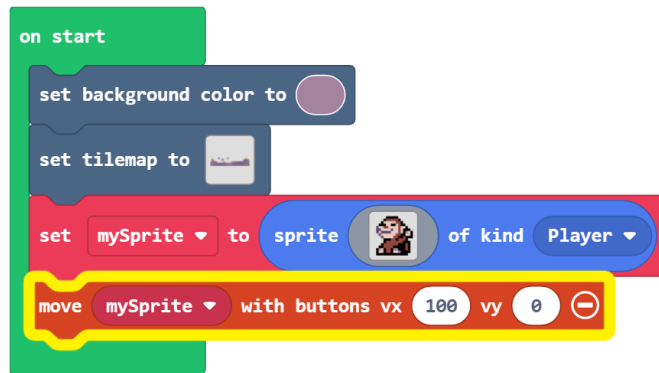 on start
set background color to
set tilemap to
set mySprite to sprite of kind Player
move mySprite with buttons vx 100 vy 0